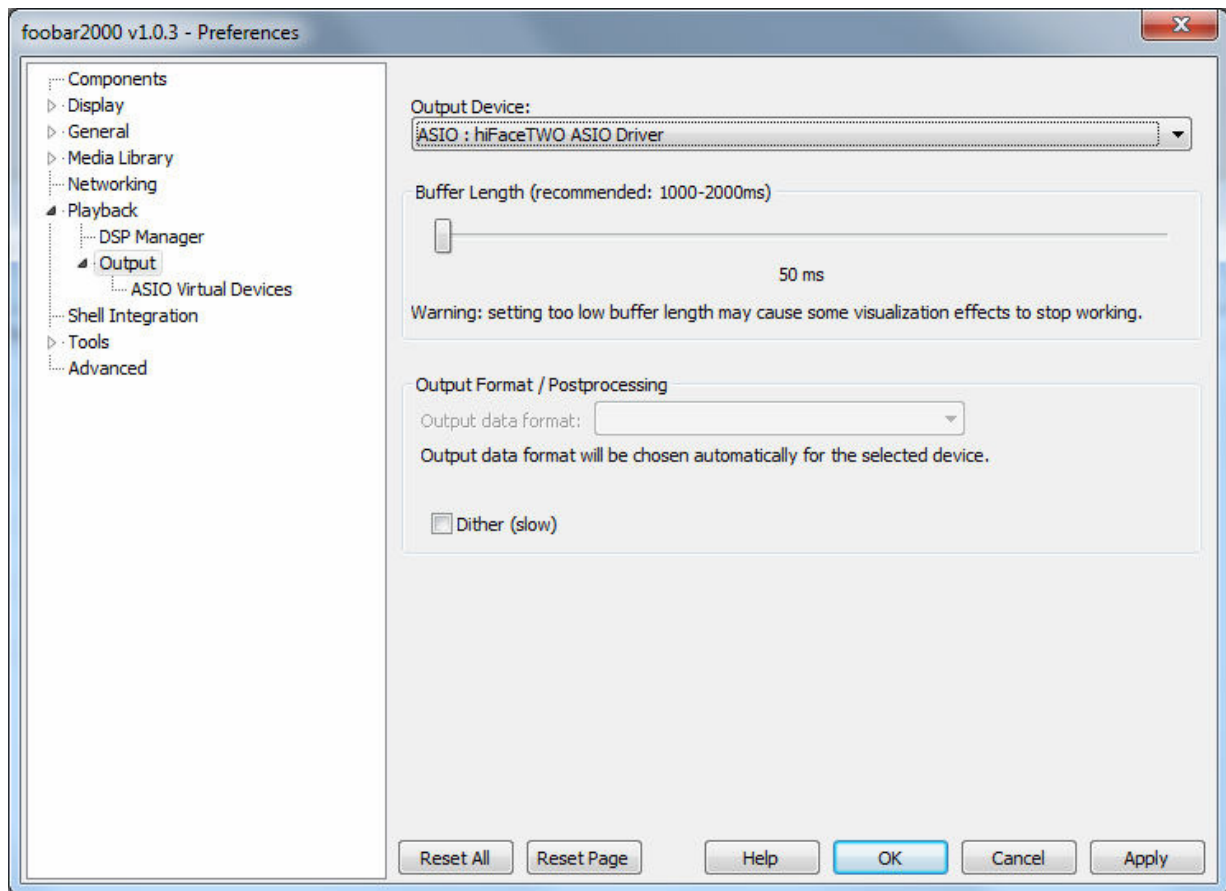 foobar2000 v1.0.3 - Preferences
Components
Display
General
Media Library
Networking
Playback
DSP Manager
Output
ASIO Virtual Devices
Shell Integration
Tools
Advanced
Output Device:
ASIO : hiFaceTWO ASIO Driver
Buffer Length (recommended: 1000-2000ms)
50 ms
Warning: setting too low buffer length may cause some visualization effects to stop working.
Output Format / Postprocessing
Output data format:
Output data format will be chosen automatically for the selected device.
Dither (slow)
Reset All
Reset Page
Help
OK
Cancel
Apply